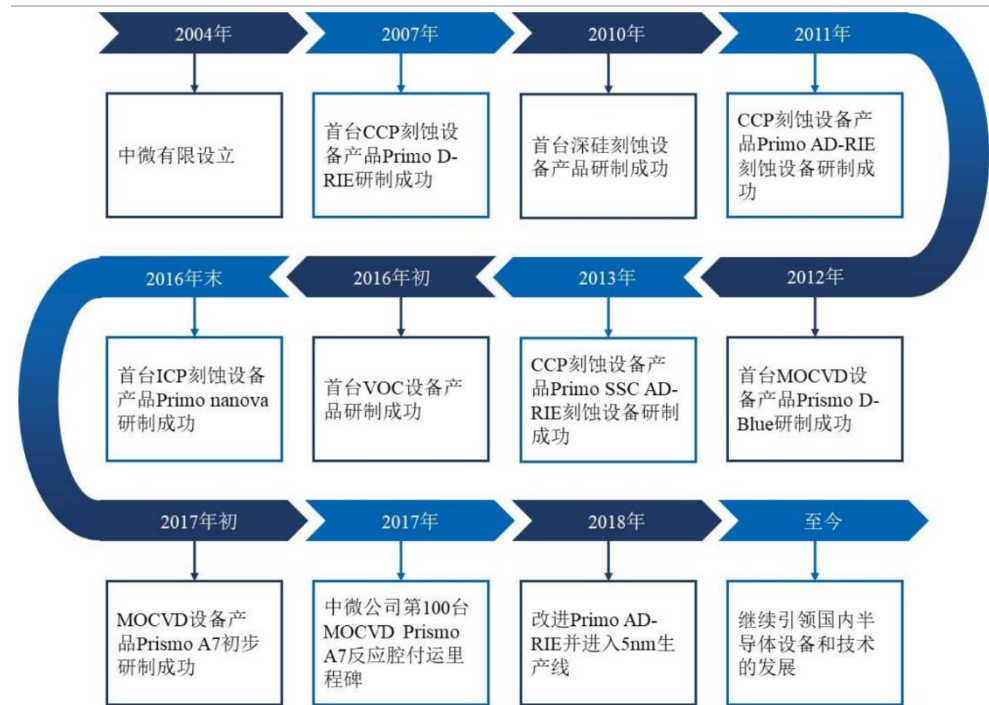 2004年
2007年
2010年
2011年
中微有限设立
首台CCP刻蚀设
备产品Primo D-
RIE研制成功
首台深硅刻蚀设
备产品研制成功
CCP刻蚀设备产
品Primo AD-RIE
刻蚀设备研制成
功
2012年
2013年
2016年初
2016年末
首台MOCVD设
备产品Prismo D-
Blue研制成功
CCP刻蚀设备产
品Primo SSC AD-
RIE刻蚀设备研制
成功
首台VOC设备产
品研制成功
首台ICP刻蚀设备
产品Primo nanova
研制成功
2017年初
2017年
2018年
至今
MOCVD设备产
品Prismo A7初步
研制成功
中微公司第100台
MOCVD Prismo
A7反应腔付运里
程碑
改进Primo AD-
RIE并进入5nm生
产线
继续引领国内半
导体设备和技术
的发展